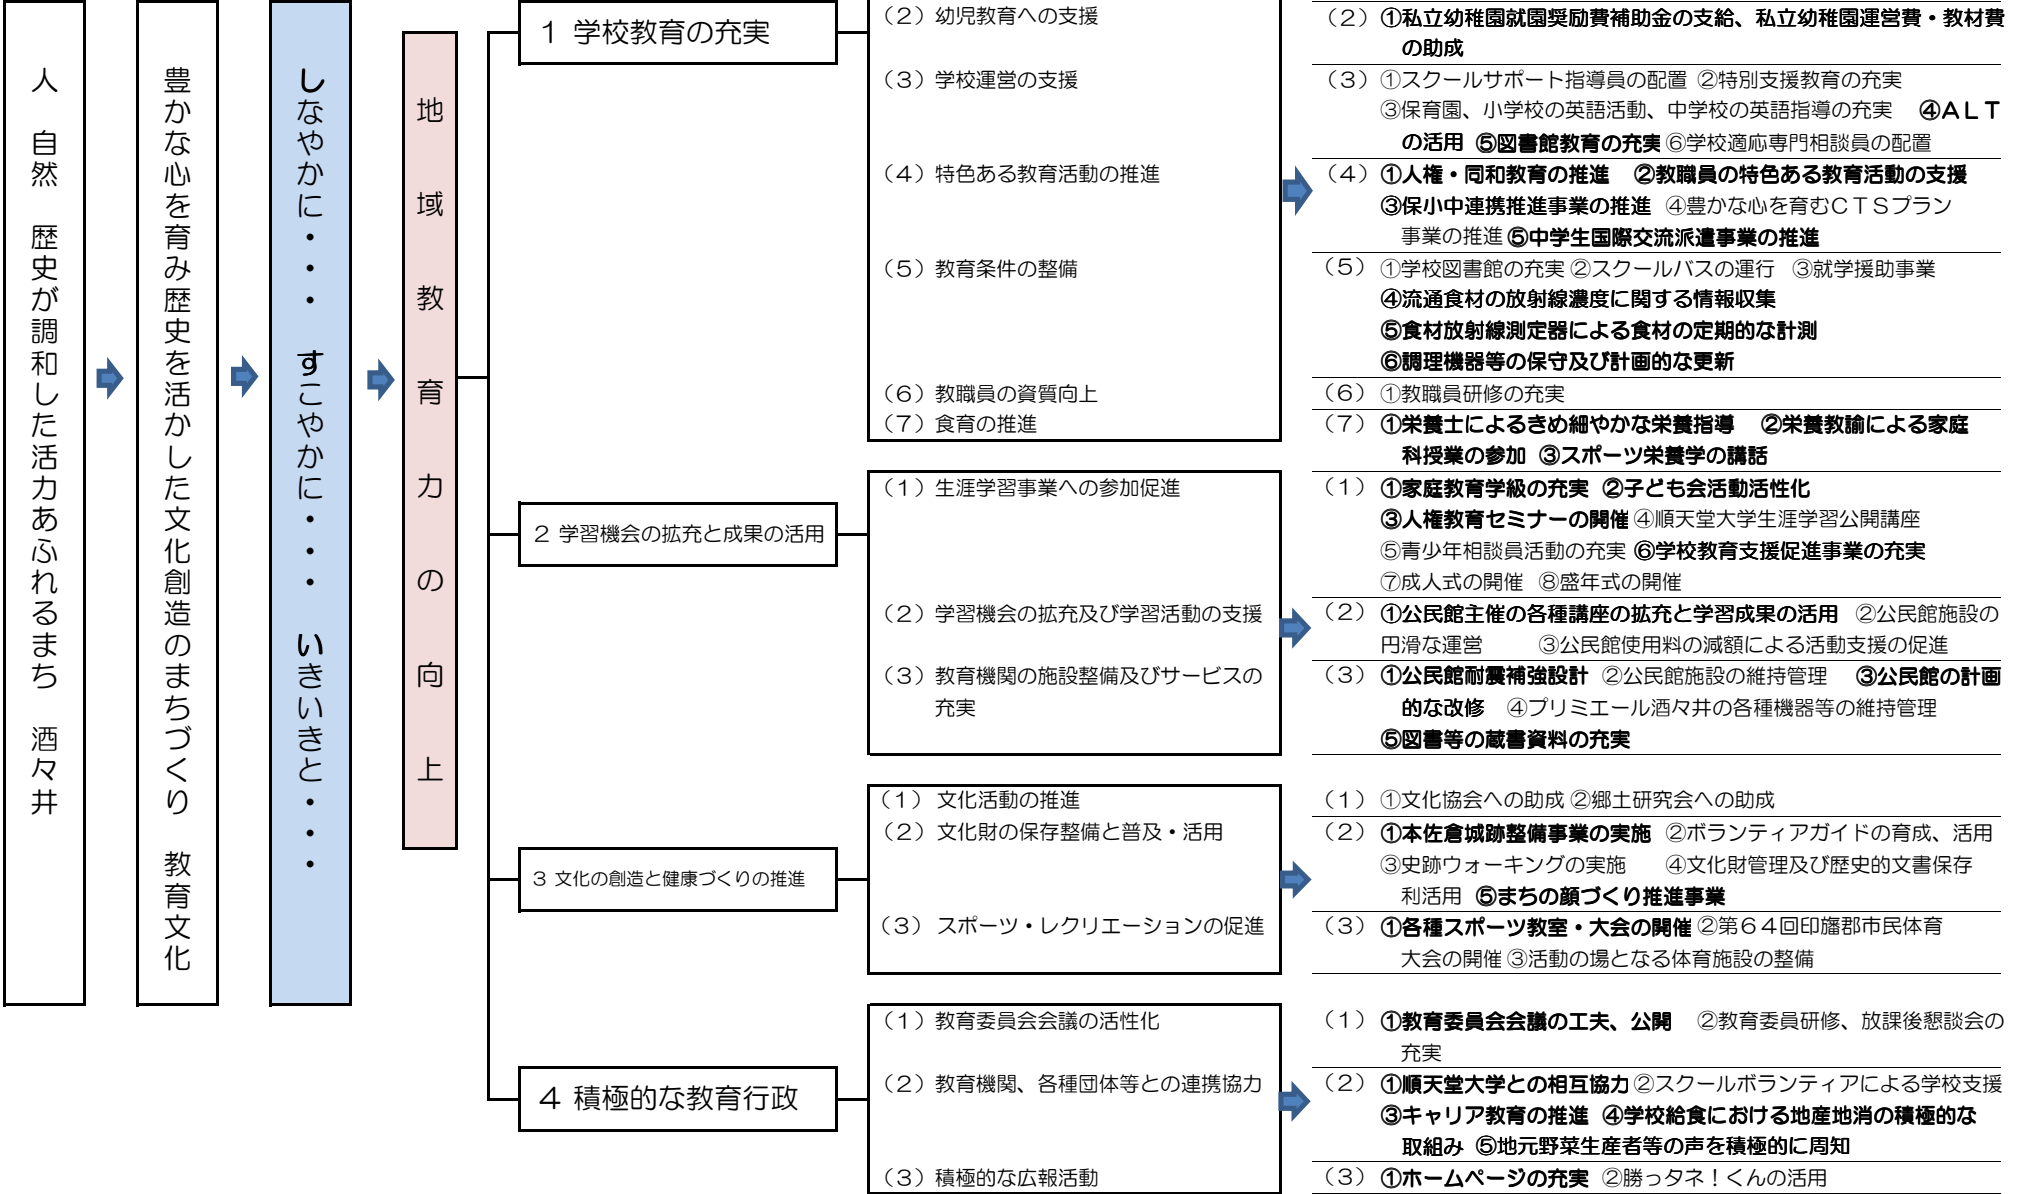 人　自然　歴史が調和した活力あふれるまち　酒々井
豊かな心を育み歴史を活かした文化創造のまちづくり　教育文化
しなやかに・・・　すこやかに・・・　いきいきと・・・
地域教育力の向上
１ 学校教育の充実
（２）幼児教育への支援
（３）学校運営の支援
（４）特色ある教育活動の推進
（５）教育条件の整備
（６）教職員の資質向上
（７）食育の推進
（２）①私立幼稚園就園奨励費補助金の支給、私立幼稚園運営費・教材費
の助成
（３）①スクールサポート指導員の配置 ②特別支援教育の充実
③保育園、小学校の英語活動、中学校の英語指導の充実　④ＡＬＴ
の活用 ⑤図書館教育の充実 ⑥学校適応専門相談員の配置
（４）①人権・同和教育の推進　②教職員の特色ある教育活動の支援
③保小中連携推進事業の推進　④豊かな心を育むＣＴＳプラン
事業の推進 ⑤中学生国際交流派遣事業の推進
（５）①学校図書館の充実 ②スクールバスの運行　③就学援助事業
④流通食材の放射線濃度に関する情報収集
⑤食材放射線測定器による食材の定期的な計測
⑥調理機器等の保守及び計画的な更新
（６）①教職員研修の充実
（７）①栄養士によるきめ細やかな栄養指導　②栄養教諭による家庭
科授業の参加 ③スポーツ栄養学の講話
２ 学習機会の拡充と成果の活用
（１）生涯学習事業への参加促進
（２）学習機会の拡充及び学習活動の支援
（３）教育機関の施設整備及びサービスの
充実
（１）①家庭教育学級の充実 ②子ども会活動活性化
③人権教育セミナーの開催 ④順天堂大学生涯学習公開講座
⑤青少年相談員活動の充実 ⑥学校教育支援促進事業の充実
⑦成人式の開催 ⑧盛年式の開催
（２）①公民館主催の各種講座の拡充と学習成果の活用 ②公民館施設の
円滑な運営　③公民館使用料の減額による活動支援の促進
（３）①公民館耐震補強設計 ②公民館施設の維持管理　③公民館の計画
的な改修　④プリミエール酒々井の各種機器等の維持管理
⑤図書等の蔵書資料の充実
３ 文化の創造と健康づくりの推進
（１）文化活動の推進
（２）文化財の保存整備と普及・活用
（３）スポーツ・レクリエーションの促進
（１）①文化協会への助成 ②郷土研究会への助成
（２）①本佐倉城跡整備事業の実施 ②ボランティアガイドの育成、活用
③史跡ウォーキングの実施　④文化財管理及び歴史的文書保存
利活用 ⑤まちの顔づくり推進事業
（３）①各種スポーツ教室・大会の開催 ②第６４回印旛郡市民体育
大会の開催 ③活動の場となる体育施設の整備
４ 積極的な教育行政
（１）教育委員会会議の活性化
（２）教育機関、各種団体等との連携協力
（３）積極的な広報活動
（１）①教育委員会会議の工夫、公開　②教育委員研修、放課後懇談会の
充実
（２）①順天堂大学との相互協力 ②スクールボランティアによる学校支援
③キャリア教育の推進 ④学校給食における地産地消の積極的な
取組み ⑤地元野菜生産者等の声を積極的に周知
（３）①ホームページの充実 ②勝っタネ！くんの活用